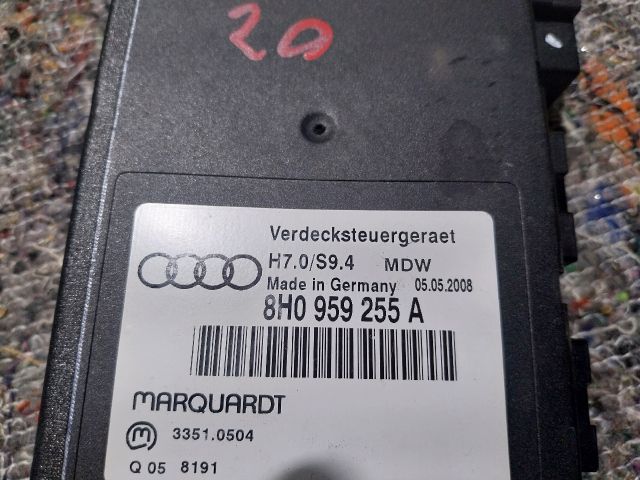 20
Verdecksteuergeraet
H7.0/S9.4 MDW
Made in Germany 05.05.2008
8H0 959 255 A
MARQUARDT
m 3351.0504
Q 05 8191